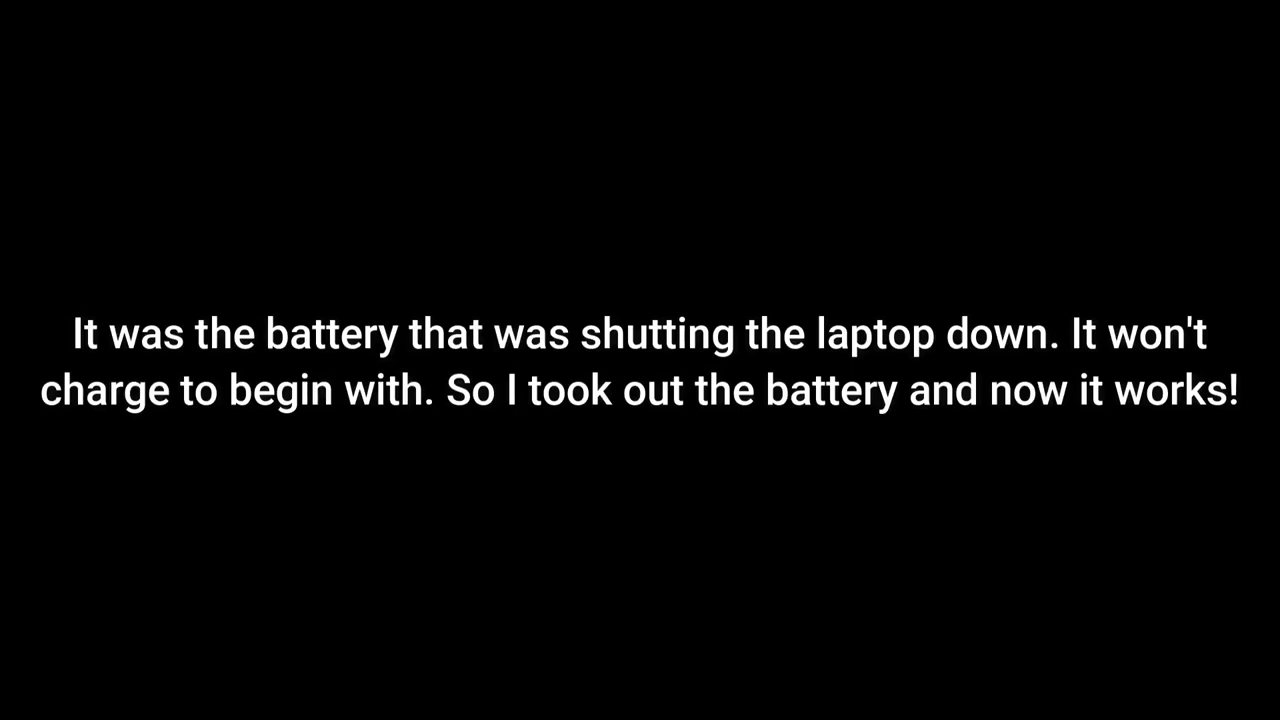 It was the battery that was shutting the laptop down. It won't
charge to begin with. So I took out the battery and now it works!